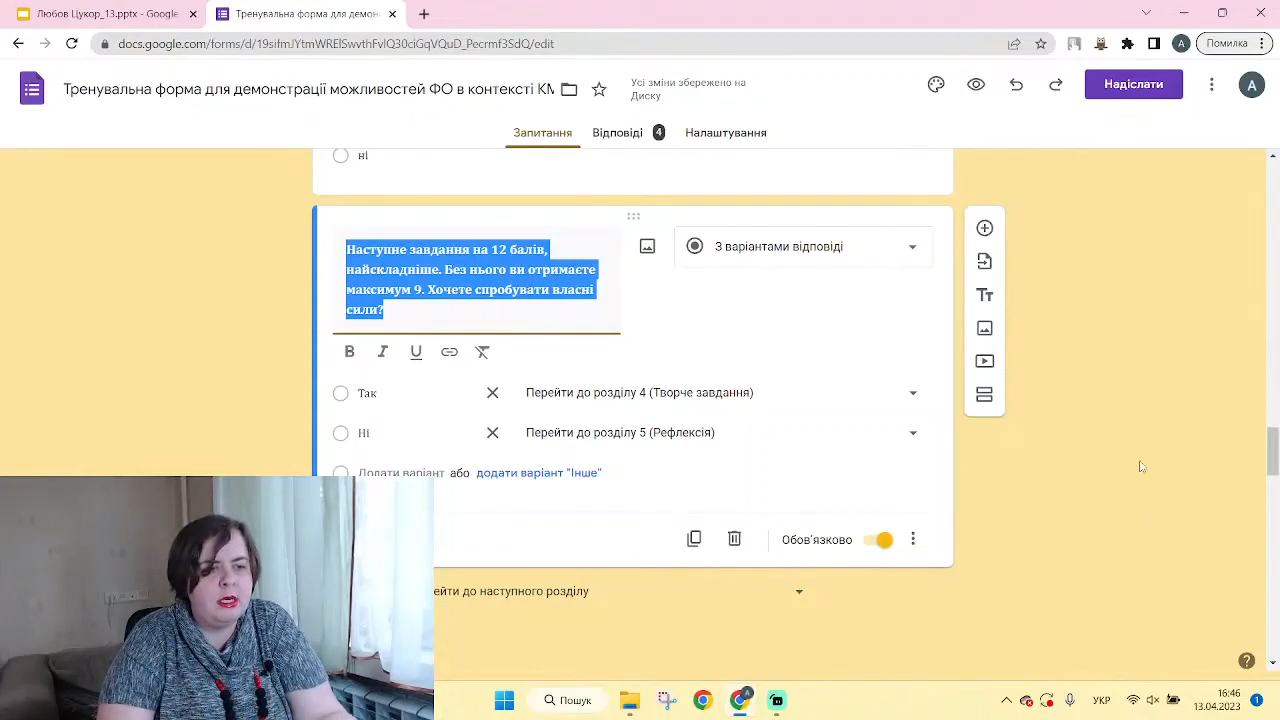 Любов Цукор_13.pptx - Google
Тренувальна форма для демонс
docs.google.com/forms/d/19sifmJYtmWRElSwvthFVQ30ciGqVQuD_Pcrmf3SdQ/edit
Помилка
Тренувальна форма для демонстрації можливостей ФО в контексті КМ
Усі зміни збережено на
Диску
Надіслати
A
Запитання
Відповіді 4
Налаштування
ні
Наступне завдання на 12 балів,
найскладніше. Без нього ви отримаєте
максимум 9. Хочете спробувати власні
сили?
З варіантами відповіді
B I U
Так
Перейти до розділу 4 (Творче завдання)
Ні
Перейти до розділу 5 (Рефлексія)
Додати варіант або додати варіант "Інше"
Обов'язково
ейти до наступного розділу
Пошук
УКР
16:46
13.04.2023
1